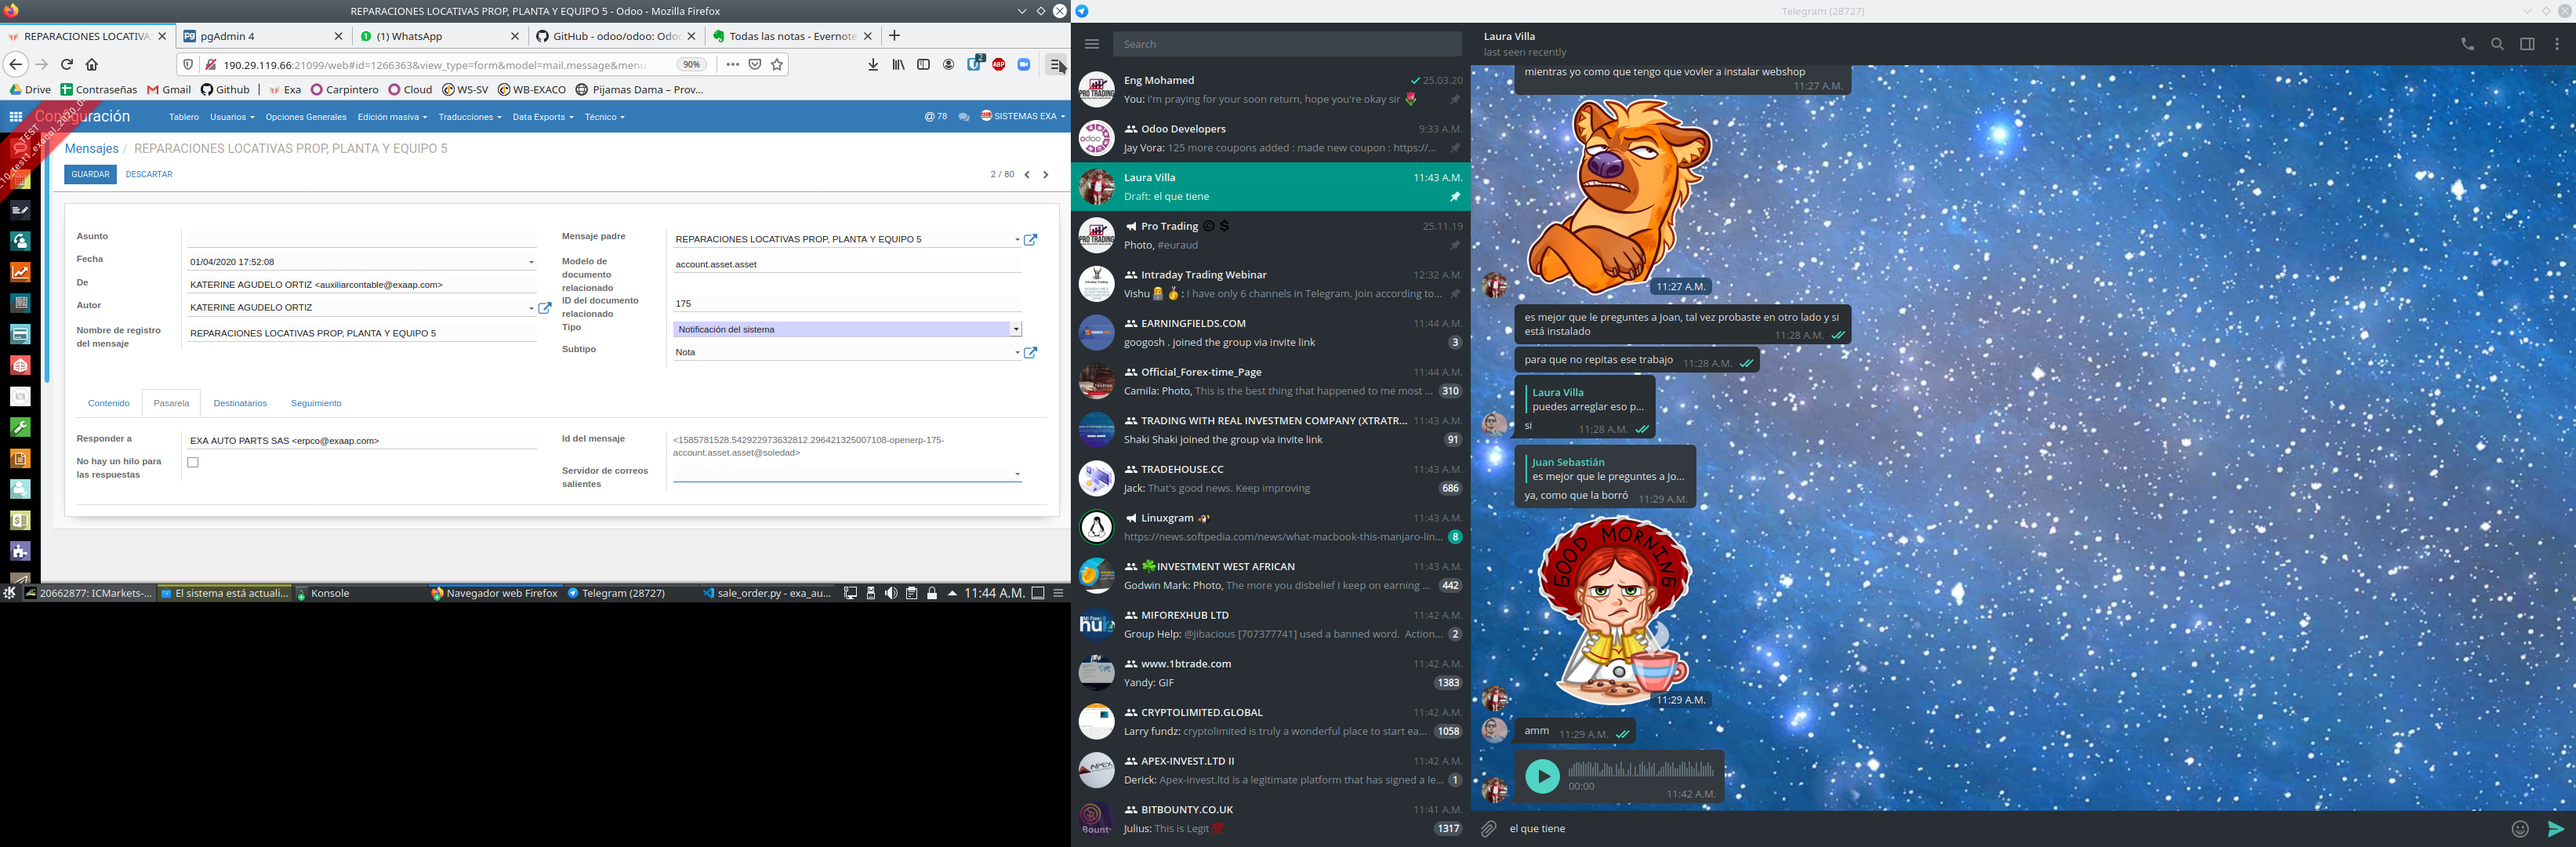 REPARACIONES LOCATIVAS PROP, PLANTA Y EQUIPO 5 - Odoo - Mozilla Firefox
REPARACIONES LOCATIVA
pgAdmin 4
(1) WhatsApp
GitHub - odoo/odoo: Odoo
Todas las notas - Evernote
190.29.119.66:21099/web#id=1266363&view_type=form&model=mail.message&menu
90%
2
ABP
Drive
Contraseñas
Gmail
Github
Exa
Carpintero
Cloud
WS-SV
WB-EXACO
Pijamas Dama – Prov...
Configuración
Tablero
Usuarios
Opciones Generales
Edición masiva
Traducciones
Data Exports
Técnico
@ 78
SISTEMAS EXA
Mensajes / REPARACIONES LOCATIVAS PROP, PLANTA Y EQUIPO 5
GUARDAR
DESCARTAR
2 / 80
Asunto
Fecha
01/04/2020 17:52:08
De
KATERINE AGUDELO ORTIZ <auxiliarcontable@exaap.com>
Autor
KATERINE AGUDELO ORTIZ
Nombre de registro
del mensaje
REPARACIONES LOCATIVAS PROP, PLANTA Y EQUIPO 5
Mensaje padre
REPARACIONES LOCATIVAS PROP, PLANTA Y EQUIPO 5
Modelo de
documento
relacionado
account.asset.asset
ID del documento
relacionado
175
Tipo
Notificación del sistema
Subtipo
Nota
Contenido
Pasarela
Destinatarios
Seguimiento
Responder a
EXA AUTO PARTS SAS <erpco@exaap.com>
No hay un hilo para
las respuestas
Id del mensaje
<1585781528.542922973632812.296421325007108-openerp-175-
account.asset.asset@soledad>
Servidor de correos
salientes
20662877: ICMarkets-...
El sistema está actuali...
Konsole
Navegador web Firefox
Telegram (28727)
sale_order.py - exa_au...
11:44 A.M.
Telegram (28727)
Search
Eng Mohamed
25.03.20
You: i'm praying for your soon return, hope you're okay sir
Odoo Developers
9:33 A.M.
Jay Vora: 125 more coupons added : made new coupon : https://...
Laura Villa
11:43 A.M.
Draft: el que tiene
Pro Trading © $
25.11.19
Photo, #euraud
Intraday Trading Webinar
12:32 A.M.
Vishu : I have only 6 channels in Telegram. Join according to...
EARNINGFIELDS.COM
11:44 A.M.
googosh . joined the group via invite link
3
Official_Forex-time_Page
11:44 A.M.
Camila: Photo, This is the best thing that happened to me most ...
310
TRADING WITH REAL INVESTMEN COMPANY (XTRATR...
11:43 A.M.
Shaki Shaki joined the group via invite link
91
TRADEHOUSE.CC
11:43 A.M.
Jack: That's good news. Keep improving
686
Linuxgram
11:43 A.M.
https://news.softpedia.com/news/what-macbook-this-manjaro-lin...
8
INVESTMENT WEST AFRICAN
11:43 A.M.
Godwin Mark: Photo, The more you disbelief I keep on earning ...
442
MIFOREXHUB LTD
11:42 A.M.
Group Help: @Jibacious [707377741] used a banned word. Action...
2
www.1btrade.com
11:42 A.M.
Yandy: GIF
1383
CRYPTOLIMITED.GLOBAL
11:42 A.M.
Larry fundz: cryptolimited is truly a wonderful place to start ea...
1058
APEX-INVEST.LTD II
11:42 A.M.
Derick: Apex-invest.ltd is a legitimate platform that has signed a le...
1
BITBOUNTY.CO.UK
11:41 A.M.
Julius: This is Legit
1317
Laura Villa
last seen recently
mientras yo como que tengo que vovler a instalar webshop
11:27 A.M.
11:27 A.M.
es mejor que le preguntes a Joan, tal vez probaste en otro lado y si
está instalado
11:28 A.M.
para que no repitas ese trabajo
11:28 A.M.
Laura Villa
puedes arreglar eso p...
si
11:28 A.M.
Juan Sebastián
es mejor que le preguntes a Jo...
ya, como que la borró
11:29 A.M.
GOOD MORNING
11:29 A.M.
amm
11:29 A.M.
00:00
11:42 A.M.
el que tiene